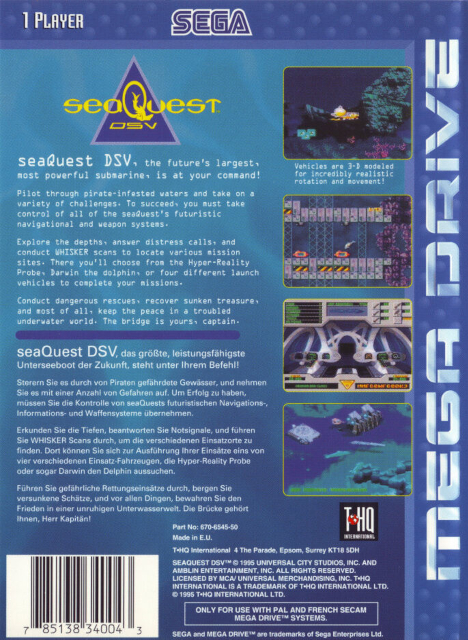 1 PLAYER
SEGA
seaQuest
DSV
seaQuest DSV, the future's largest,
most powerful submarine, is at your command!
Pilot through pirate-infested waters and take on a
variety of challenges. To succeed, you must take
control of all of the seaQuest's futuristic
navigational and weapon systems.
Explore the depths, answer distress calls, and
conduct WHISKER scans to locate various mission
sites. There you'll choose from the Hyper-Reality
Probe, Darwin the dolphin, or four different launch
vehicles to complete your missions.
Conduct dangerous rescues, recover sunken treasure,
and most of all, keep the peace in a troubled
underwater world. The bridge is yours, captain.
Vehicles are 3-D modeled
for incredibly realistic
rotation and movement!
MEGA DRIVE
seaQuest DSV, das größte, leistungsfähigste
Unterseeboot der Zukunft, steht unter Ihrem Befehl!
Sterern Sie es durch von Piraten gefährdete Gewässer, und nehmen
Sie es mit einer Anzahl von Gefahren auf. Um Erfolg zu haben,
müssen Sie die Kontrolle von seaQuests futuristischen Navigations-,
Informations- und Waffensysteme übernehmen.
Erkunden Sie die Tiefen, beantworten Sie Notsignale, und führen
Sie WHISKER Scans durch, um die verschiedenen Einsatzorte zu
finden. Dort können Sie sich zur Ausführung Ihrer Einsätze eins von
vier verschiedenen Einsatz-Fahrzeugen, die Hyper-Reality Probe
oder sogar Darwin den Delphin aussuchen.
Führen Sie gefährliche Rettungseinsätze durch, bergen Sie
versunkene Schätze, und vor allen Dingen, bewahren Sie den
Frieden in einer unruhigen Unterwasserwelt. Die Brücke gehört
Ihnen, Herr Kapitän!
T•HQ
INTERNATIONAL
Part No: 670-6545-50
Made in E.U.
T•HQ International 4 The Parade, Epsom, Surrey KT18 5DH
SEAQUEST DSV™ © 1995 UNIVERSAL CITY STUDIOS, INC. AND
AMBLIN ENTERTAINMENT, INC. ALL RIGHTS RESERVED.
LICENSED BY MCA/ UNIVERSAL MERCHANDISING, INC. T•HQ
INTERNATIONAL IS A TRADEMARK OF T•HQ INTERNATIONAL LTD.
© 1995 T•HQ INTERNATIONAL LTD.
ONLY FOR USE WITH PAL AND FRENCH SECAM
MEGA DRIVE™ SYSTEMS.
SEGA and MEGA DRIVE™ are trademarks of Sega Enterprises Ltd.
7 85138 34004 3